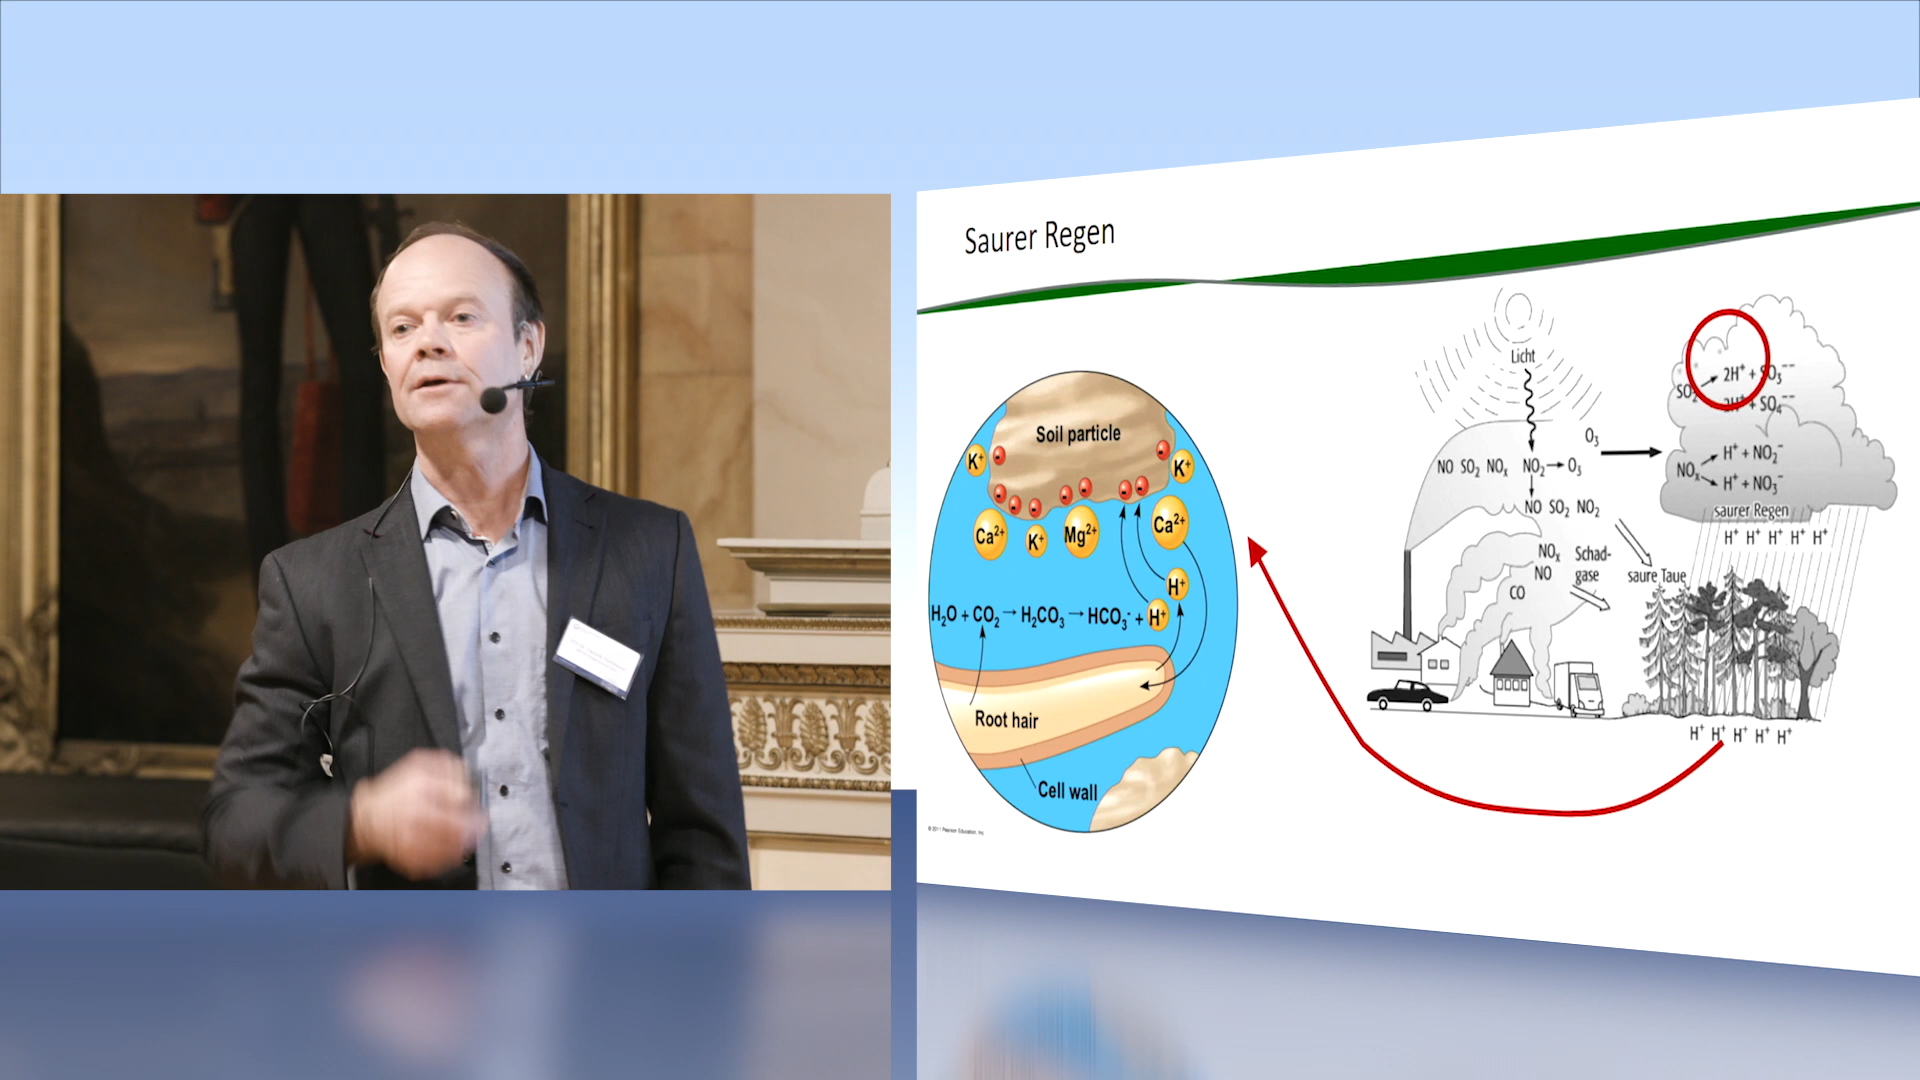 Saurer Regen
Soil particle
K⁺
K⁺
Ca²⁺
K⁺
Mg²⁺
Ca²⁺
H⁺
H₂O + CO₂ → H₂CO₃ → HCO₃⁻ + H⁺
Root hair
Cell wall
© 2011 Pearson Education, Inc.
Licht
O₃
NO SO₂ NOₓ NO₂ → O₃
NO SO₂ NO₂
NOₓ
NO
CO
Schad-
gase
saure Taue
SO₂ 2H⁺ + SO₃⁻⁻
2H⁺ + SO₄⁻⁻
NOₓ H⁺ + NO₂⁻
H⁺ + NO₃⁻
saurer Regen
H⁺ H⁺ H⁺ H⁺ H⁺
H⁺ H⁺ H⁺ H⁺ H⁺